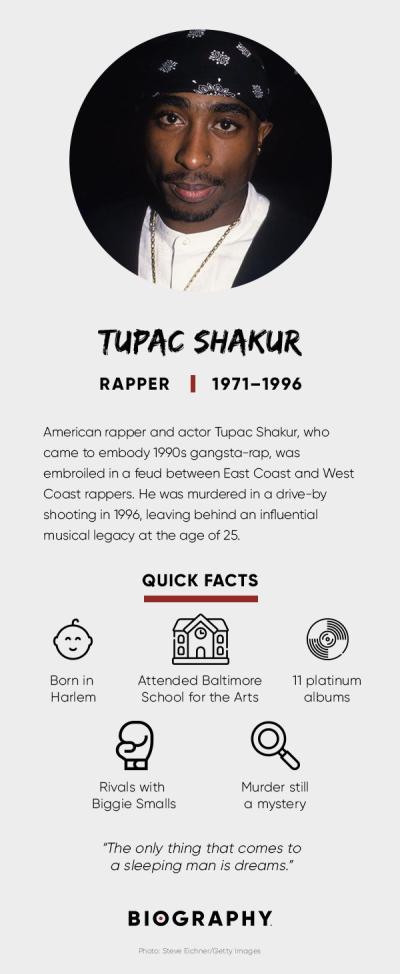 TUPAC SHAKUR
RAPPER | 1971–1996
American rapper and actor Tupac Shakur, who
came to embody 1990s gangsta-rap, was
embroiled in a feud between East Coast and West
Coast rappers. He was murdered in a drive-by
shooting in 1996, leaving behind an influential
musical legacy at the age of 25.
QUICK FACTS
Born in
Harlem
Attended Baltimore
School for the Arts
11 platinum
albums
Rivals with
Biggie Smalls
Murder still
a mystery
“The only thing that comes to
a sleeping man is dreams.”
BIOGRAPHY.
Photo: Steve Eichner/Getty Images